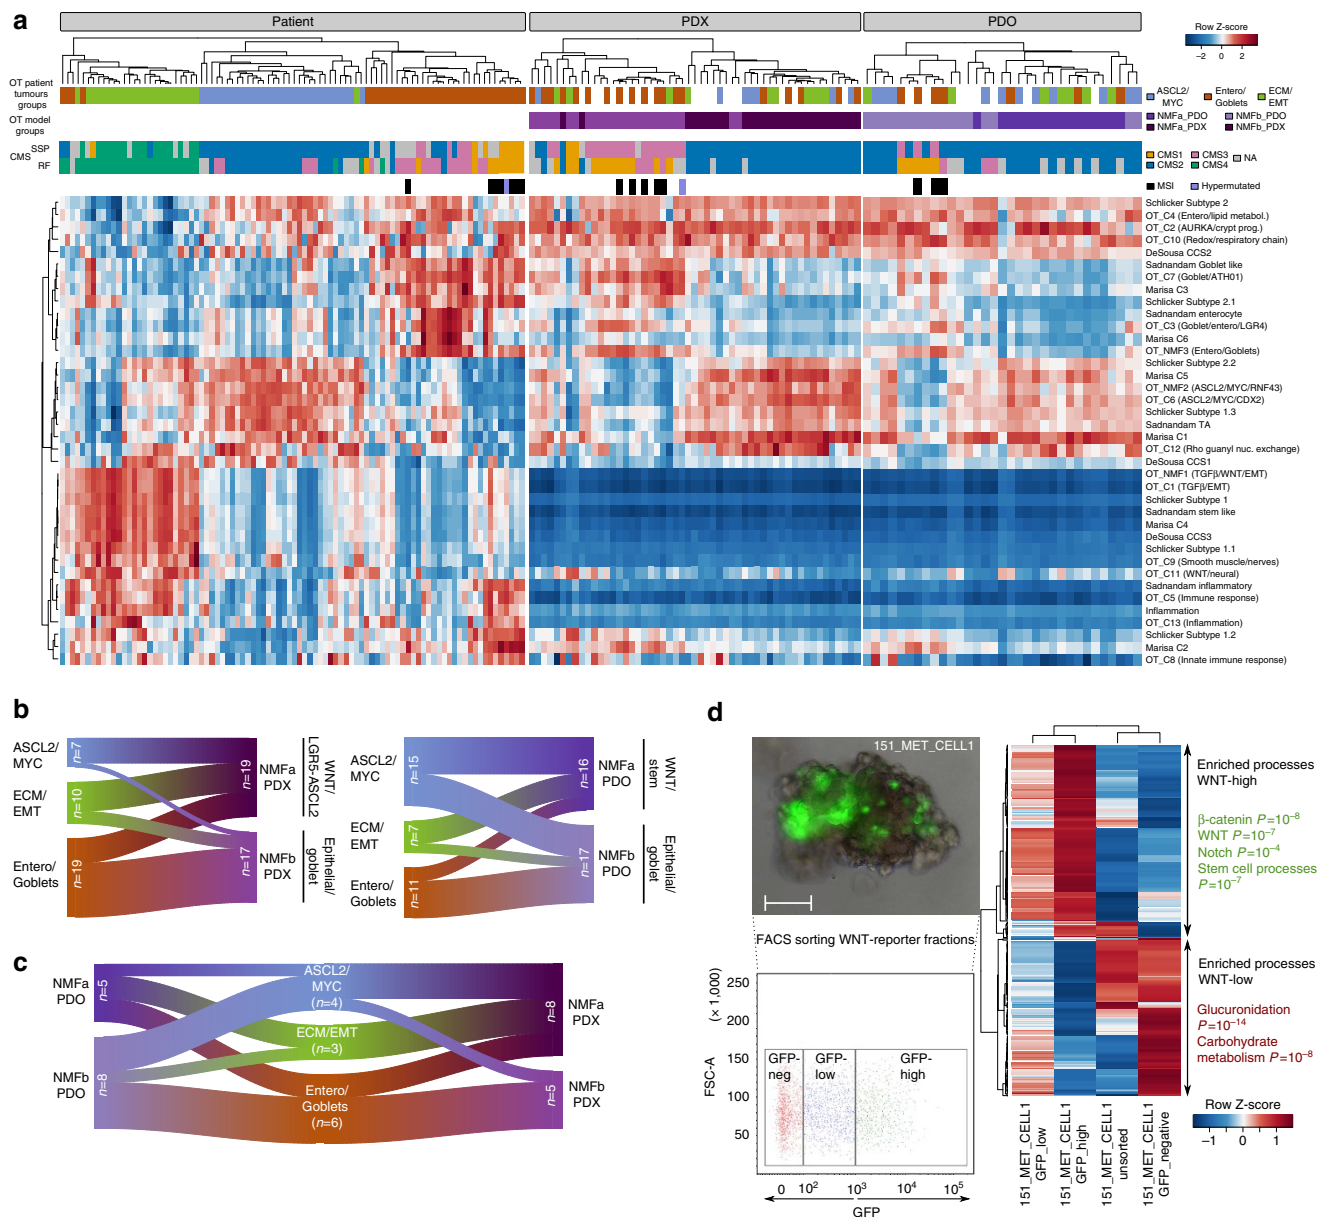 a
Patient
PDX
PDO
Row Z-score
−2 0 2
OT patient
tumours
groups
OT model
groups
CMS
SSP
RF
ASCL2/
MYC
Entero/
Goblets
ECM/
EMT
NMFa_PDO
NMFb_PDO
NMFa_PDX
NMFb_PDX
CMS1
CMS3
NA
CMS2
CMS4
MSI
Hypermutated
Schlicker Subtype 2
OT_C4 (Entero/lipid metabol.)
OT_C2 (AURKA/crypt prog.)
OT_C10 (Redox/respiratory chain)
DeSousa CCS2
Sadnandam Goblet like
OT_C7 (Goblet/ATH01)
Marisa C3
Schlicker Subtype 2.1
Sadnandam enterocyte
OT_C3 (Goblet/entero/LGR4)
Marisa C6
OT_NMF3 (Entero/Goblets)
Schlicker Subtype 2.2
Marisa C5
OT_NMF2 (ASCL2/MYC/RNF43)
OT_C6 (ASCL2/MYC/CDX2)
Schlicker Subtype 1.3
Sadnandam TA
Marisa C1
OT_C12 (Rho guanyl nuc. exchange)
DeSousa CCS1
OT_NMF1 (TGFβ/WNT/EMT)
OT_C1 (TGFβ/EMT)
Schlicker Subtype 1
Sadnandam stem like
Marisa C4
DeSousa CCS3
Schlicker Subtype 1.1
OT_C9 (Smooth muscle/nerves)
OT_C11 (WNT/neural)
Sadnandam inflammatory
OT_C5 (Immune response)
Inflammation
OT_C13 (Inflammation)
Schlicker Subtype 1.2
Marisa C2
OT_C8 (Innate immune response)
b
ASCL2/
MYC
ECM/
EMT
Entero/
Goblets
n=7
n=10
n=19
n=19
n=17
NMFa
PDX
NMFb
PDX
WNT/
LGR5-ASCL2
Epithelial/
goblet
ASCL2/
MYC
ECM/
EMT
Entero/
Goblets
n=15
n=7
n=11
n=16
n=17
NMFa
PDO
NMFb
PDO
WNT/
stem
Epithelial/
goblet
c
NMFa
PDO
NMFb
PDO
n=5
n=8
ASCL2/
MYC
(n=4)
ECM/EMT
(n=3)
Entero/
Goblets
(n=6)
n=8
n=5
NMFa
PDX
NMFb
PDX
d
151_MET_CELL1
FACS sorting WNT-reporter fractions
FSC-A (× 1,000)
250
200
150
100
50
GFP-
neg
GFP-
low
GFP-
high
0 10² 10³ 10⁴ 10⁵
GFP
Enriched processes
WNT-high
β-catenin P=10⁻⁸
WNT P=10⁻⁷
Notch P=10⁻⁴
Stem cell processes
P=10⁻⁷
Enriched processes
WNT-low
Glucuronidation
P=10⁻¹⁴
Carbohydrate
metabolism P=10⁻⁸
Row Z-score
−1 0 1
151_MET_CELL1
GFP_low
151_MET_CELL1
GFP_high
151_MET_CELL1
unsorted
151_MET_CELL1
GFP_negative